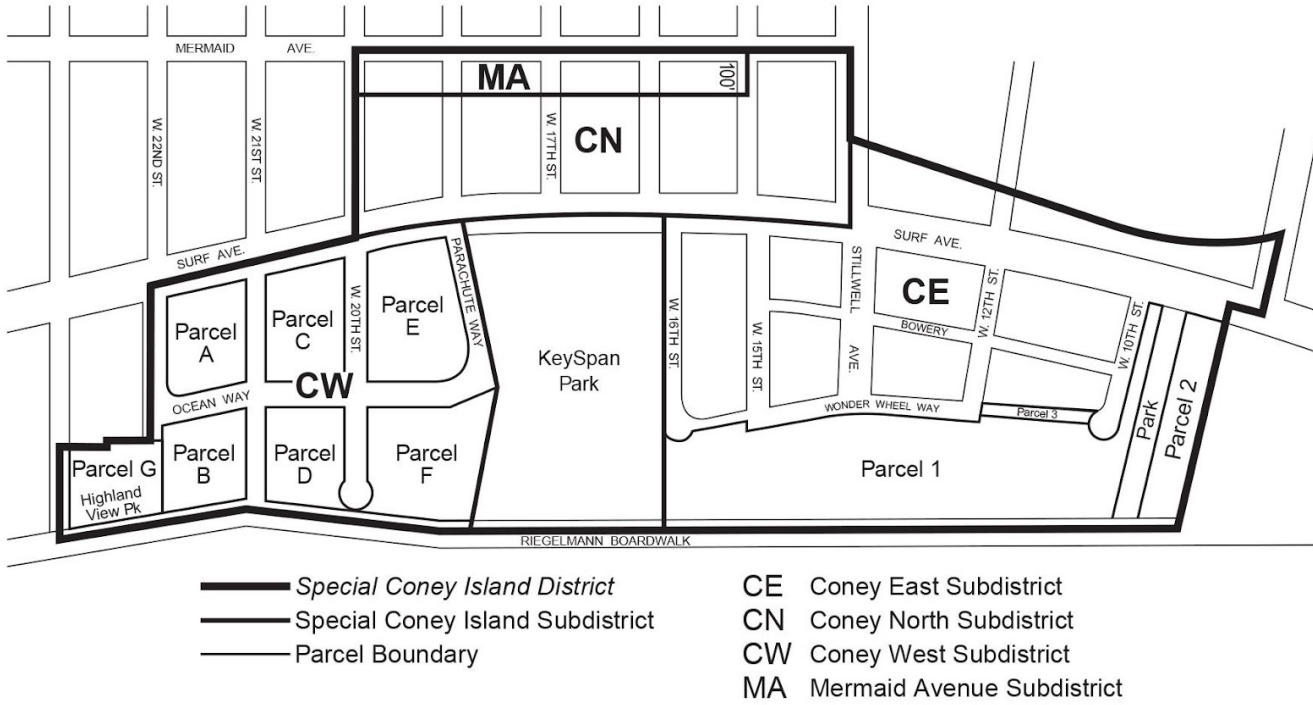 MERMAID AVE.
MA
100'
CN
W. 22ND ST.
W. 21ST ST.
W. 17TH ST.
SURF AVE.
SURF AVE.
PARACHUTE WAY
W. 20TH ST.
Parcel
A
Parcel
C
Parcel
E
CW
OCEAN WAY
KeySpan
Park
W. 16TH ST.
W. 15TH ST.
STILLWELL
AVE.
CE
BOWERY
W. 12TH ST.
W. 10TH ST.
WONDER WHEEL WAY
Parcel 3
Park
Parcel 2
Parcel G
Highland
View Pk
Parcel
B
Parcel
D
Parcel
F
Parcel 1
RIEGELMANN BOARDWALK
Special Coney Island District
Special Coney Island Subdistrict
Parcel Boundary
CE Coney East Subdistrict
CN Coney North Subdistrict
CW Coney West Subdistrict
MA Mermaid Avenue Subdistrict